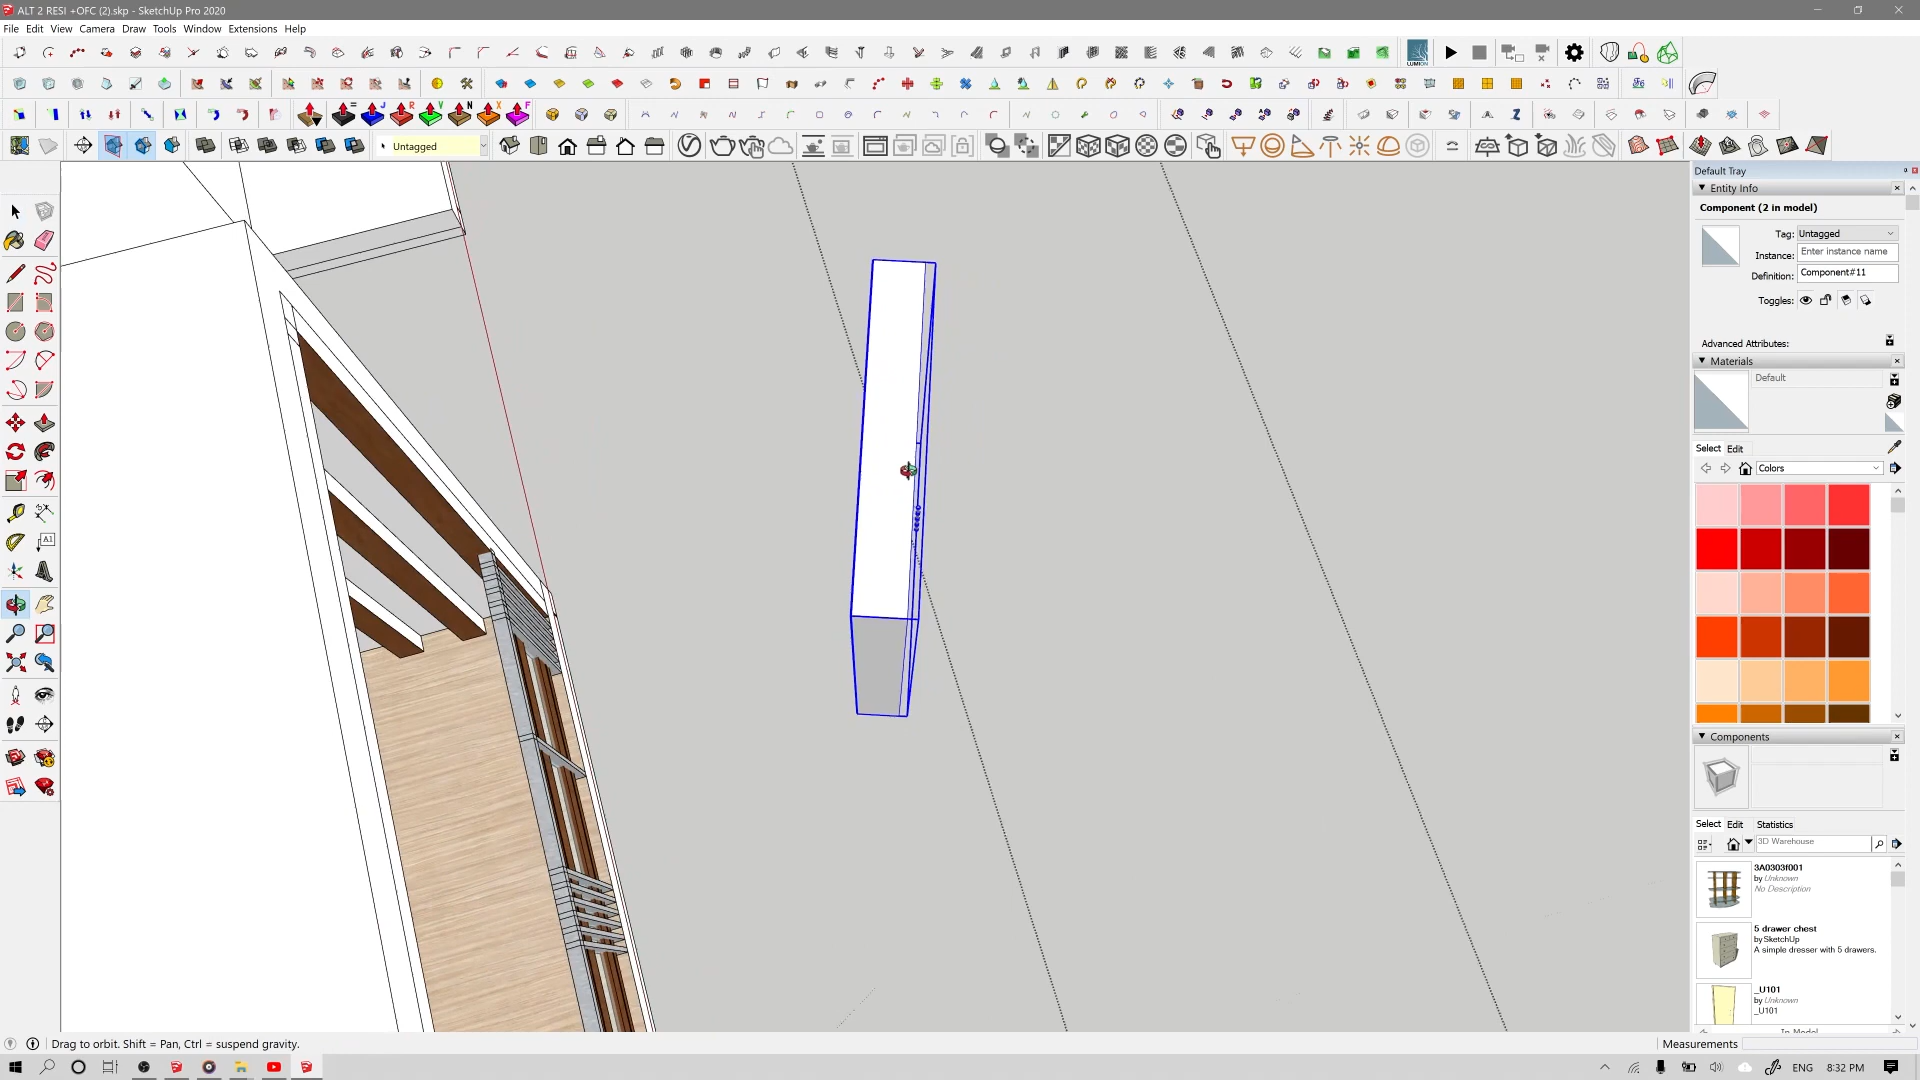 ALT 2 RESI +OFC (2).skp - SketchUp Pro 2020
File Edit View Camera Draw Tools Window Extensions Help
LUMION
= J R V N X F
Untagged
Default Tray
Entity Info
Component (2 in model)
Tag: Untagged
Instance: Enter instance name
Definition: Component#11
Toggles:
Advanced Attributes:
Materials
Default
Select Edit
Colors
A1
Components
Select Edit Statistics
3D Warehouse
3A0303f001
by Unknown
No Description
5 drawer chest
by SketchUp
A simple dresser with 5 drawers.
_U101
by Unknown
_U101
In Model
Drag to orbit. Shift = Pan, Ctrl = suspend gravity.
Measurements
ENG 8:32 PM